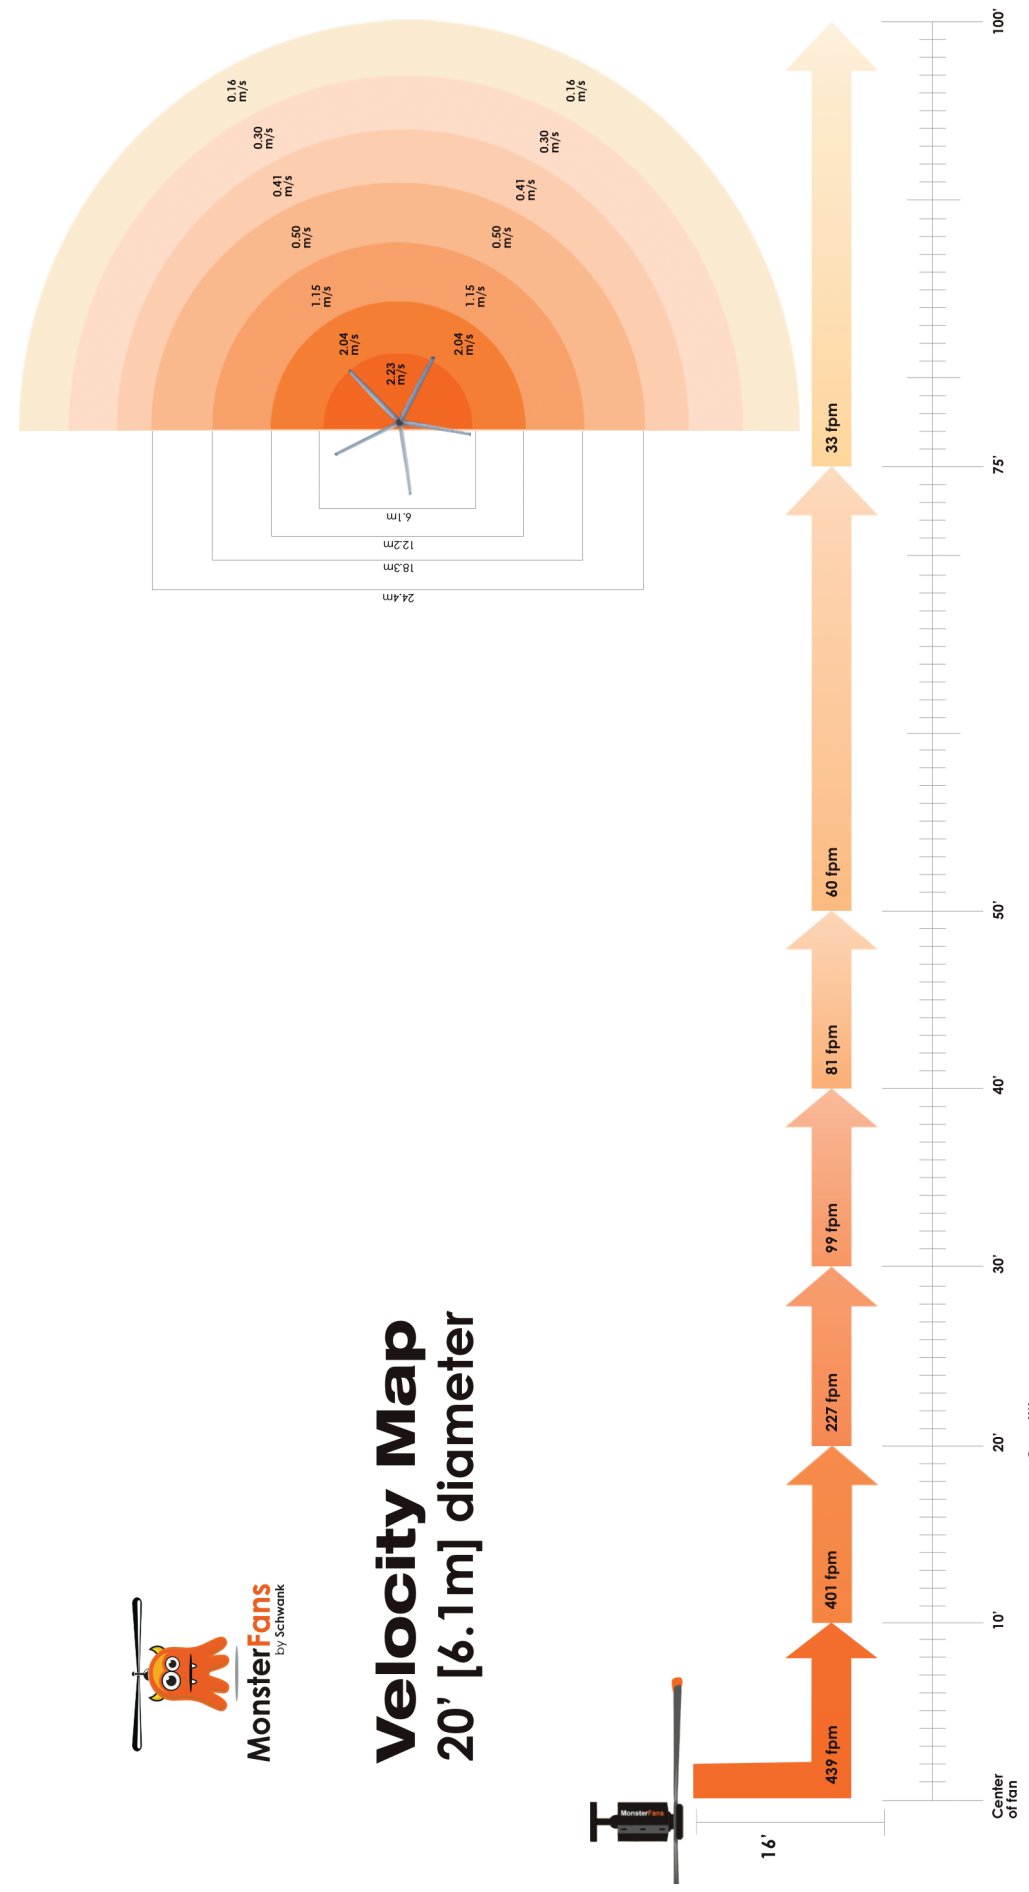 MonsterFans
by Schwank
Velocity Map
20' [6.1m] diameter
0.16
m/s
0.30
m/s
0.41
m/s
0.50
m/s
1.15
m/s
2.04
m/s
2.23
m/s
2.04
m/s
1.15
m/s
0.50
m/s
0.41
m/s
0.30
m/s
0.16
m/s
6.1m
12.2m
18.3m
24.4m
MonsterFans
16'
439 fpm
401 fpm
227 fpm
99 fpm
81 fpm
60 fpm
33 fpm
Center
of fan
10'
20'
30'
40'
50'
75'
100'